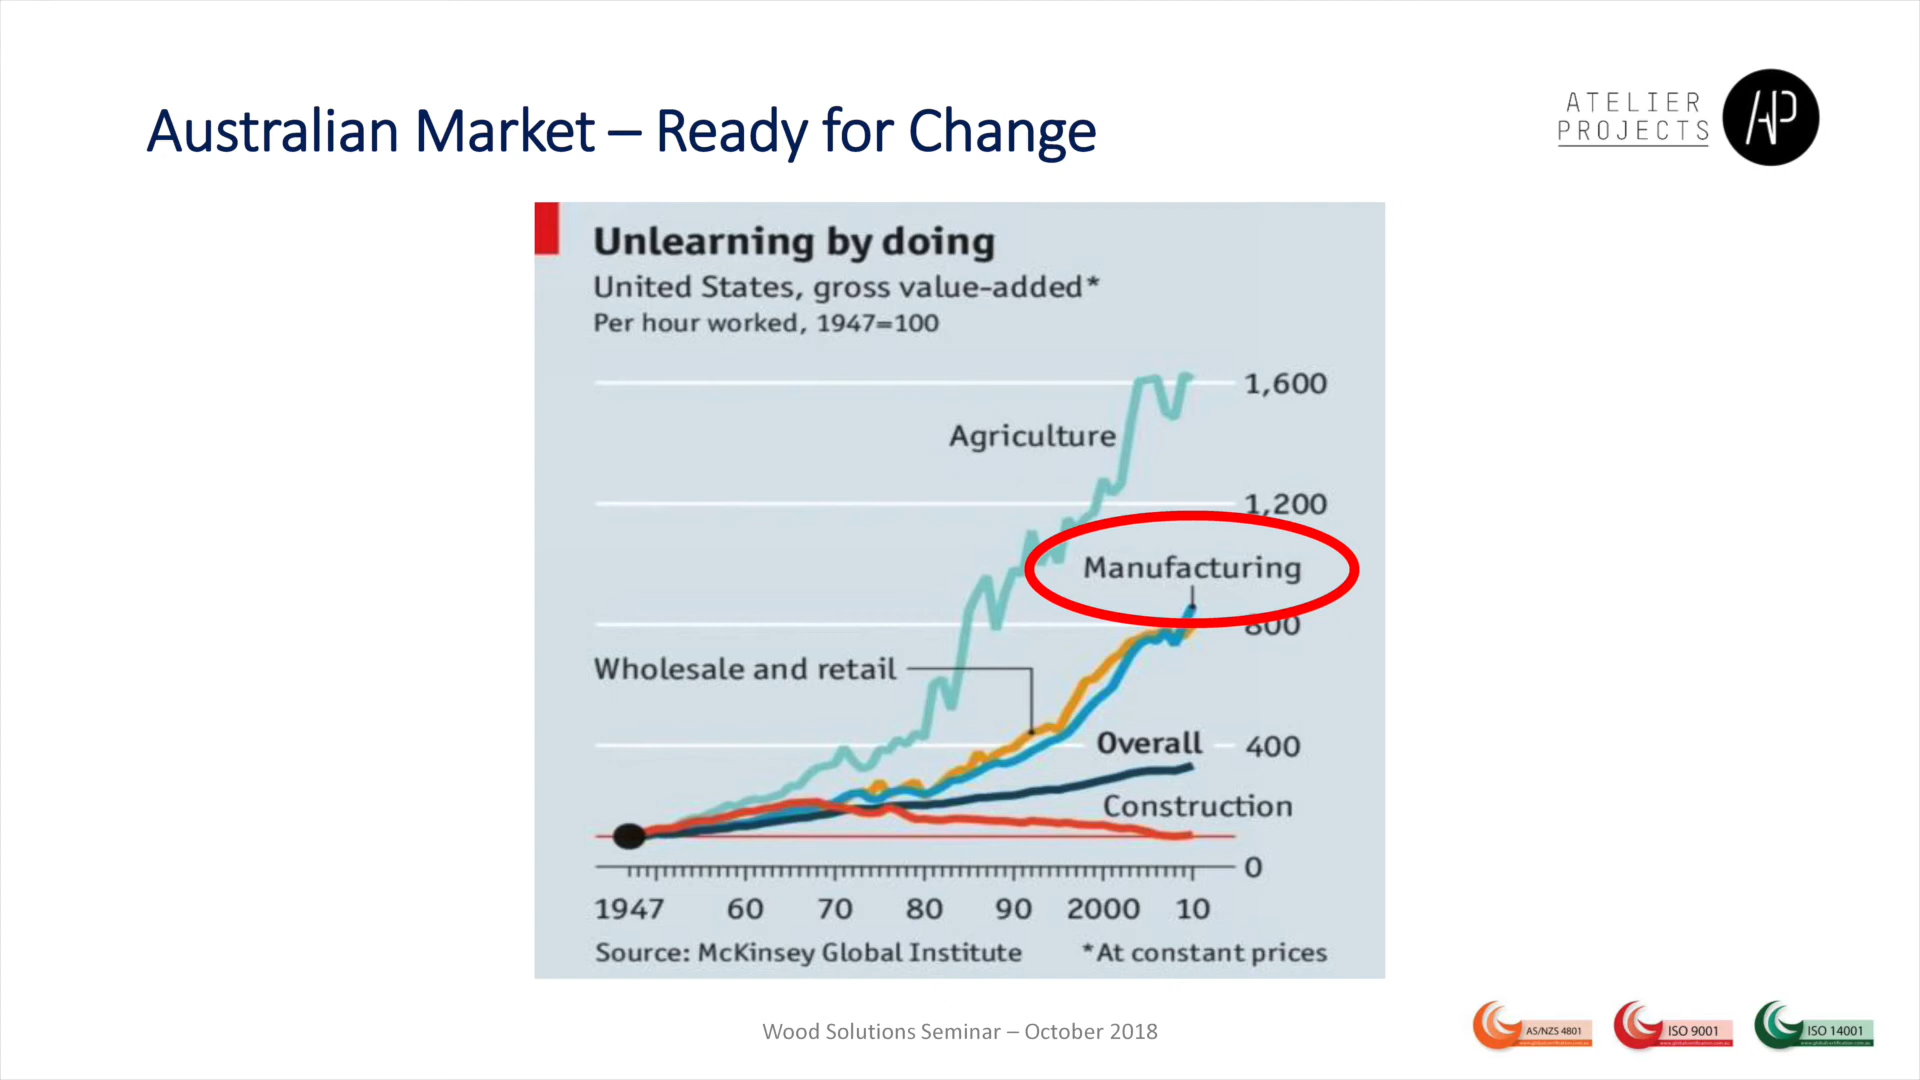 Australian Market – Ready for Change
ATELIER
PROJECTS
AP
Unlearning by doing
United States, gross value-added*
Per hour worked, 1947=100
1,600
Agriculture
1,200
Manufacturing
800
Wholesale and retail
Overall
400
Construction
0
1947 60 70 80 90 2000 10
Source: McKinsey Global Institute *At constant prices
Wood Solutions Seminar – October 2018
AS/NZS 4801
ISO 9001
ISO 14001